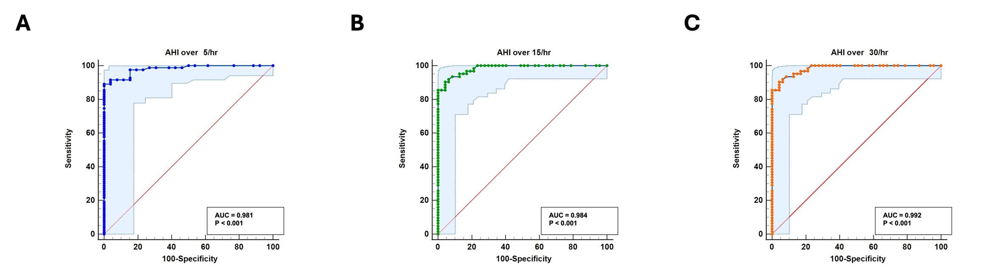 A
AHI over 5/hr
100
80
60
40
20
0
Sensitivity
0 20 40 60 80 100
100-Specificity
AUC = 0.981
P < 0.001
B
AHI over 15/hr
100
80
60
40
20
0
Sensitivity
0 20 40 60 80 100
100-Specificity
AUC = 0.984
P < 0.001
C
AHI over 30/hr
100
80
60
40
20
0
Sensitivity
0 20 40 60 80 100
100-Specificity
AUC = 0.992
P < 0.001